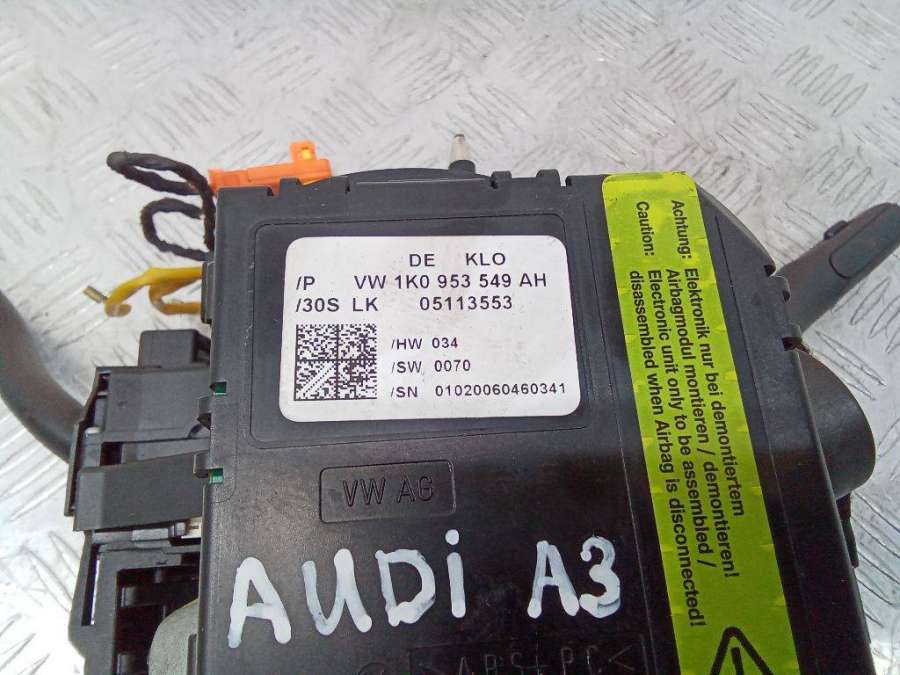 DE KLO
/P VW 1K0 953 549 AH
/30S LK 05113553
/HW 034
/SW 0070
/SN 01020060460341
VW AG
AUDi A3
Achtung: Elektronik nur bei demontiertem
Airbagmodul montieren / demontieren!
Caution: Electronic unit only to be assembled /
disassembled when Airbag is disconnected!